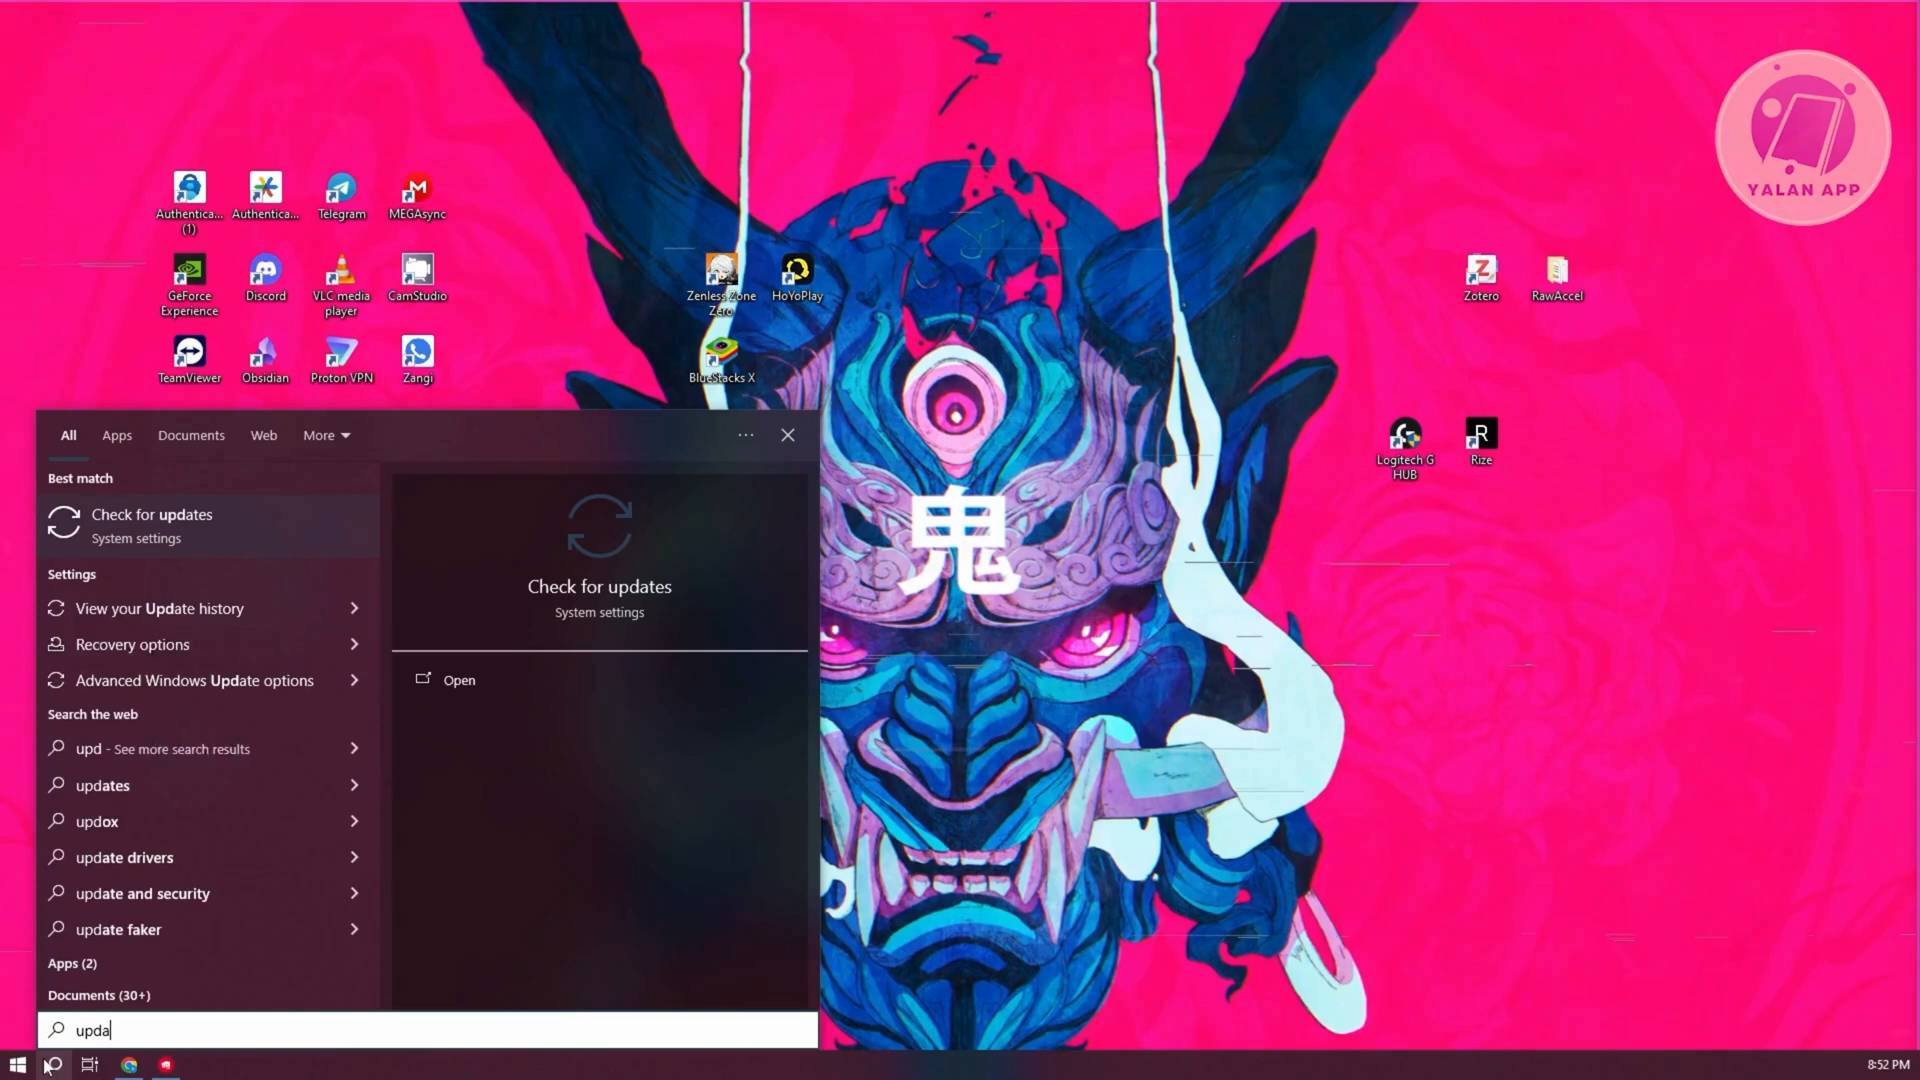 YALAN APP
Authentica...
(1)
Authentica...
Telegram
MEGAsync
GeForce
Experience
Discord
VLC media
player
CamStudio
TeamViewer
Obsidian
Proton VPN
Zangi
Zenless Zone
Zero
HoYoPlay
BlueStacks X
Zotero
RawAccel
Logitech G
HUB
Rize
鬼
All
Apps
Documents
Web
More
Best match
Check for updates
System settings
Settings
View your Update history
Recovery options
Advanced Windows Update options
Search the web
upd - See more search results
updates
updox
update drivers
update and security
update faker
Apps (2)
Documents (30+)
Check for updates
System settings
Open
upda
8:52 PM